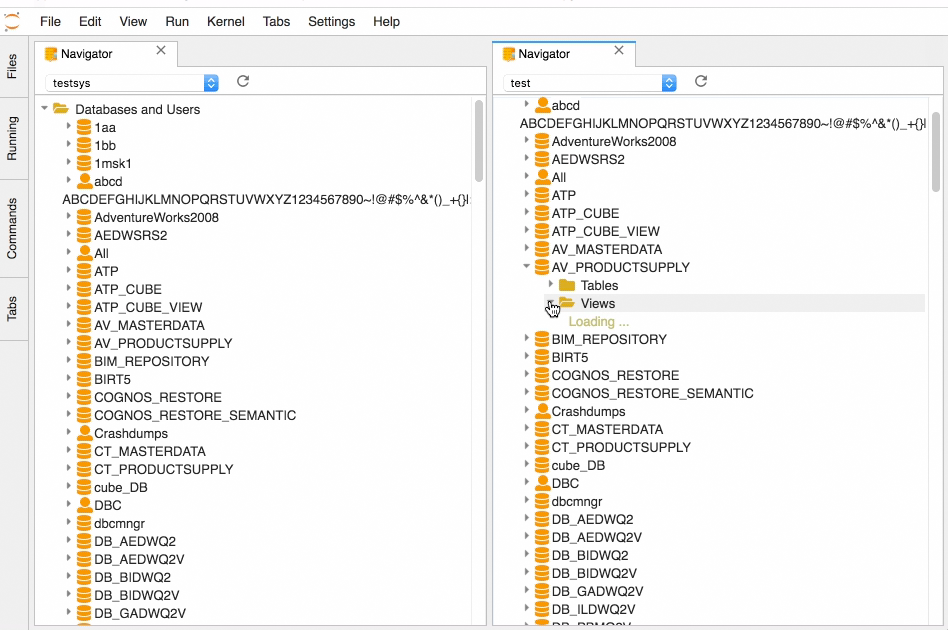 File Edit View Run Kernel Tabs Settings Help
Files
Running
Commands
Tabs
Navigator
testsys
Databases and Users
1aa
1bb
1msk1
abcd
ABCDEFGHIJKLMNOPQRSTUVWXYZ1234567890~!@#$%^&*()_+{}
AdventureWorks2008
AEDWSRS2
All
ATP
ATP_CUBE
ATP_CUBE_VIEW
AV_MASTERDATA
AV_PRODUCTSUPPLY
BIM_REPOSITORY
BIRT5
COGNOS_RESTORE
COGNOS_RESTORE_SEMANTIC
Crashdumps
CT_MASTERDATA
CT_PRODUCTSUPPLY
cube_DB
DBC
dbcmngr
DB_AEDWQ2
DB_AEDWQ2V
DB_BIDWQ2
DB_BIDWQ2V
DB_GADWQ2V
Navigator
test
abcd
ABCDEFGHIJKLMNOPQRSTUVWXYZ1234567890~!@#$%^&*()_+{}
AdventureWorks2008
AEDWSRS2
All
ATP
ATP_CUBE
ATP_CUBE_VIEW
AV_MASTERDATA
AV_PRODUCTSUPPLY
Tables
Views
Loading ...
BIM_REPOSITORY
BIRT5
COGNOS_RESTORE
COGNOS_RESTORE_SEMANTIC
Crashdumps
CT_MASTERDATA
CT_PRODUCTSUPPLY
cube_DB
DBC
dbcmngr
DB_AEDWQ2
DB_AEDWQ2V
DB_BIDWQ2
DB_BIDWQ2V
DB_GADWQ2V
DB_ILDWQ2V